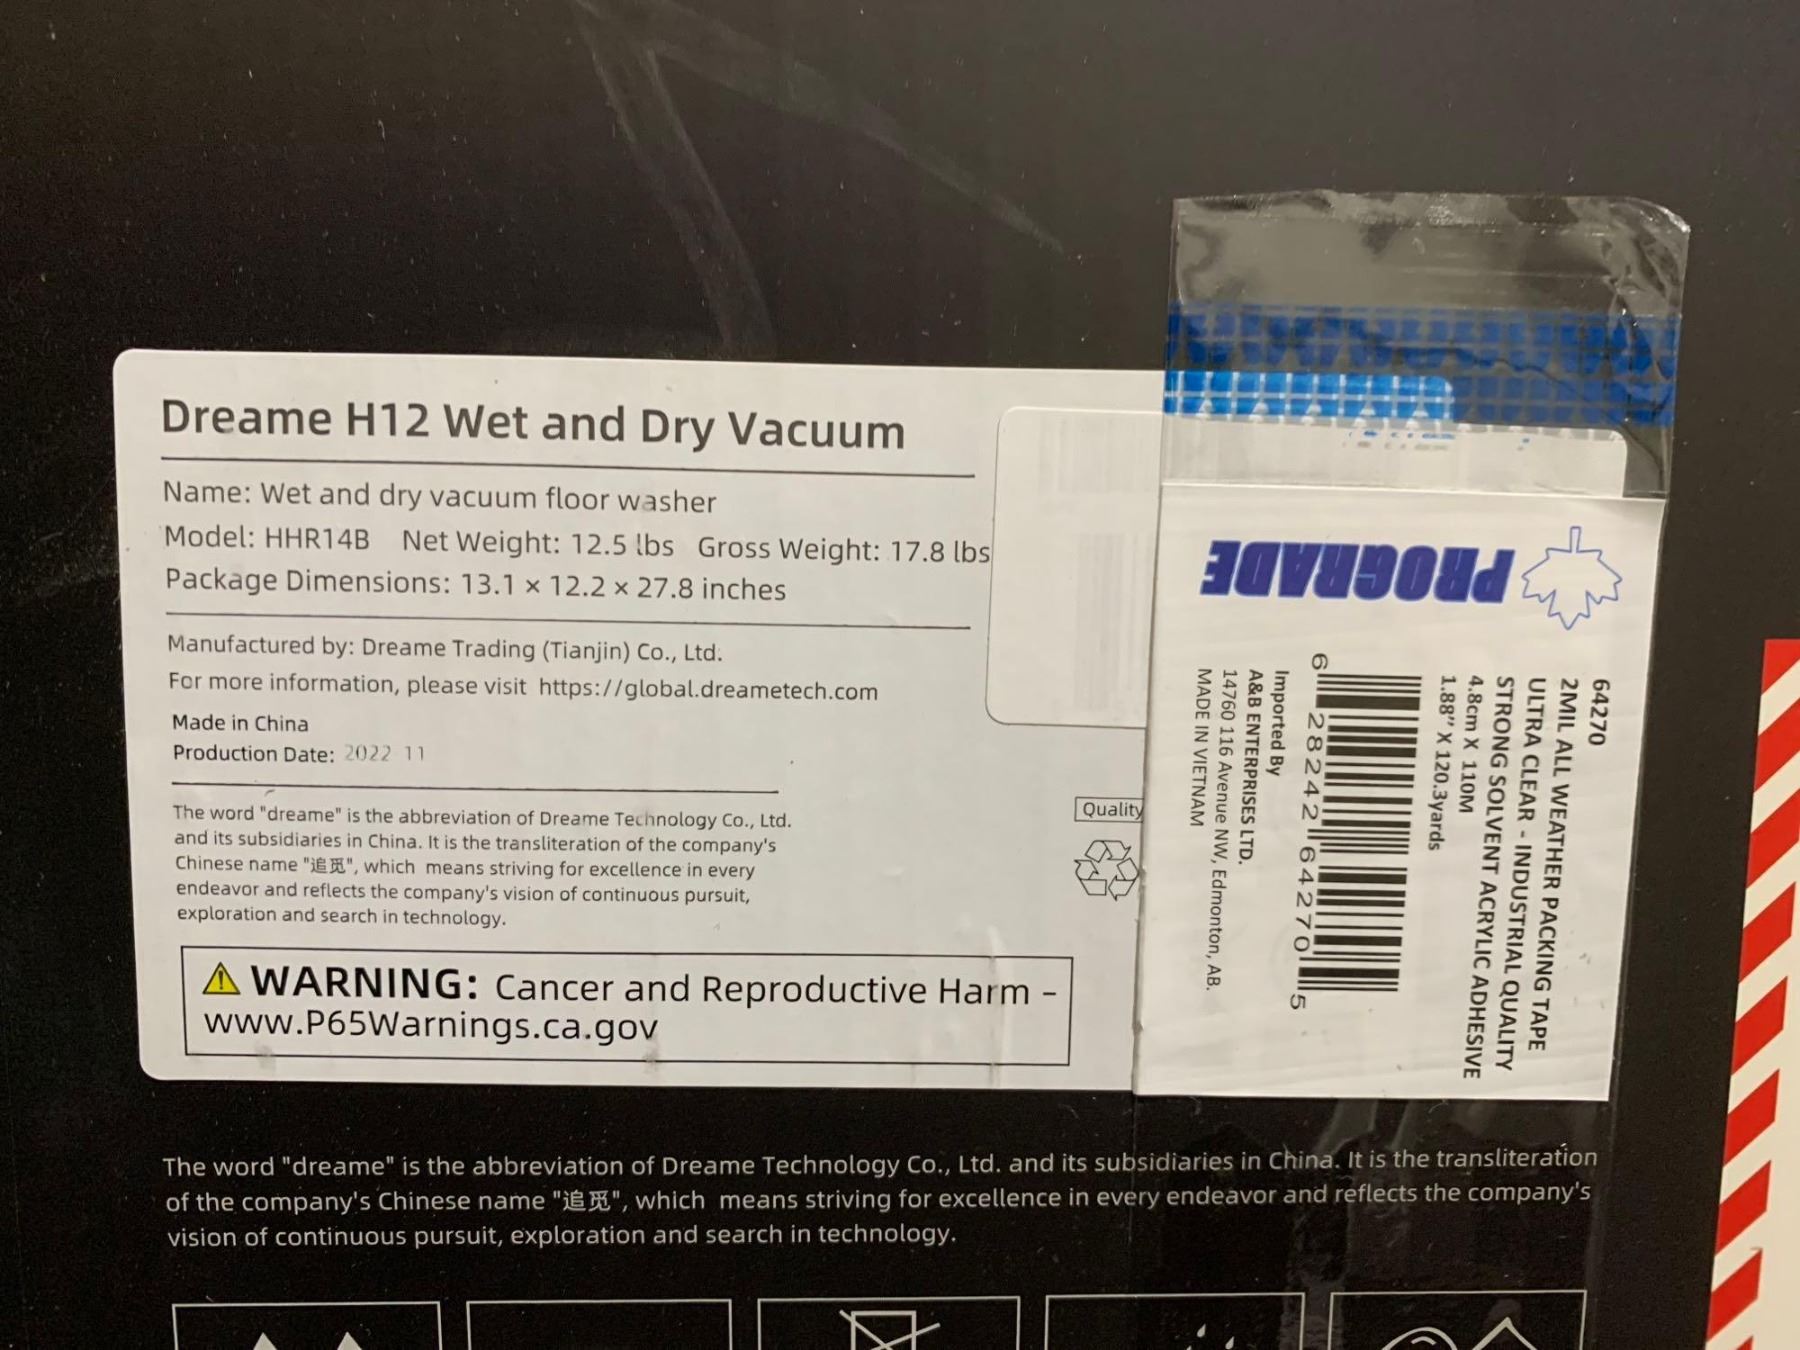 Dreame H12 Wet and Dry Vacuum
Name: Wet and dry vacuum floor washer
Model: HHR14B Net Weight: 12.5 lbs Gross Weight: 17.8 lbs
Package Dimensions: 13.1 × 12.2 × 27.8 inches
Manufactured by: Dreame Trading (Tianjin) Co., Ltd.
For more information, please visit https://global.dreametech.com
Made in China
Production Date: 2022 11
The word "dreame" is the abbreviation of Dreame Technology Co., Ltd.
and its subsidiaries in China. It is the transliteration of the company's
Chinese name "追觅", which means striving for excellence in every
endeavor and reflects the company's vision of continuous pursuit,
exploration and search in technology.
WARNING: Cancer and Reproductive Harm -
www.P65Warnings.ca.gov
Quality
PROGRADE
64270
2MIL ALL WEATHER PACKING TAPE
ULTRA CLEAR - INDUSTRIAL QUALITY
STRONG SOLVENT ACRYLIC ADHESIVE
4.8cm X 110M
1.88" X 120.3yards
6 28242 64270 5
Imported By
A&B ENTERPRISES LTD.
14760 116 Avenue NW, Edmonton, AB.
MADE IN VIETNAM
The word "dreame" is the abbreviation of Dreame Technology Co., Ltd. and its subsidiaries in China. It is the transliteration
of the company's Chinese name "追觅", which means striving for excellence in every endeavor and reflects the company's
vision of continuous pursuit, exploration and search in technology.